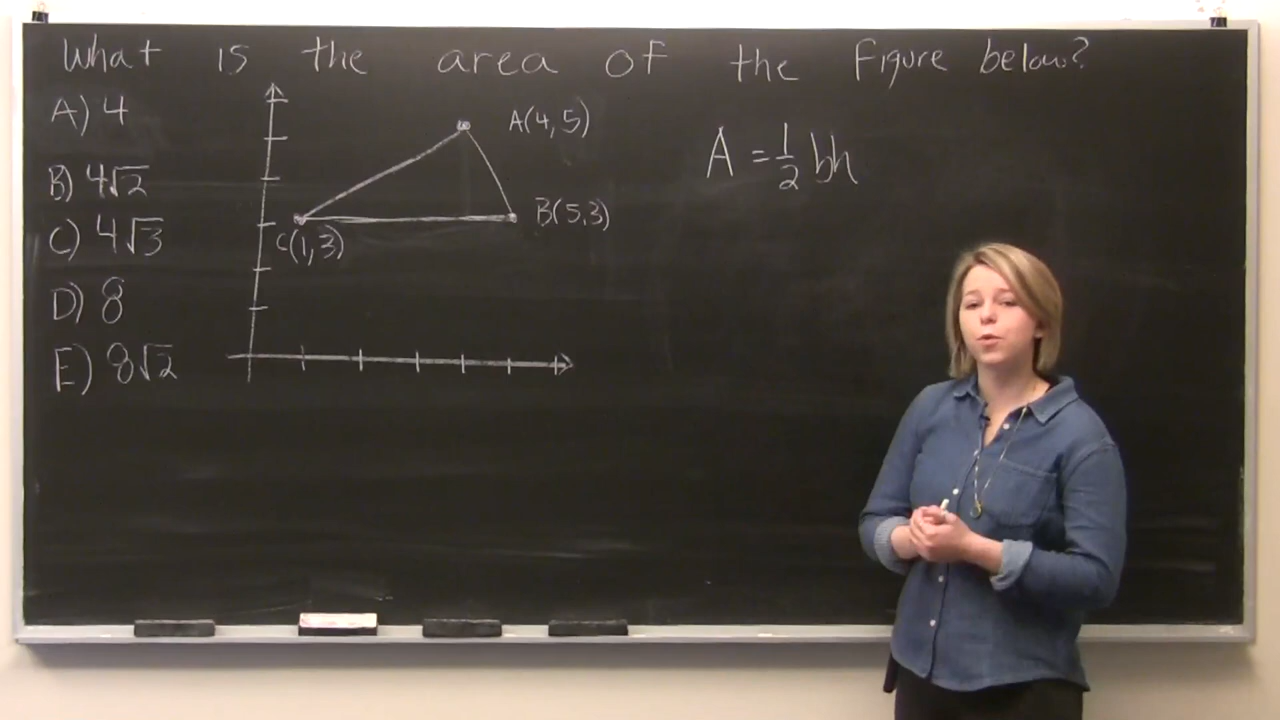 What is the area of the figure below?
A) 4
B) 4√2
C) 4√3
D) 8
E) 8√2
A(4,5)
B(5,3)
C(1,3)
A = 1/2 bh